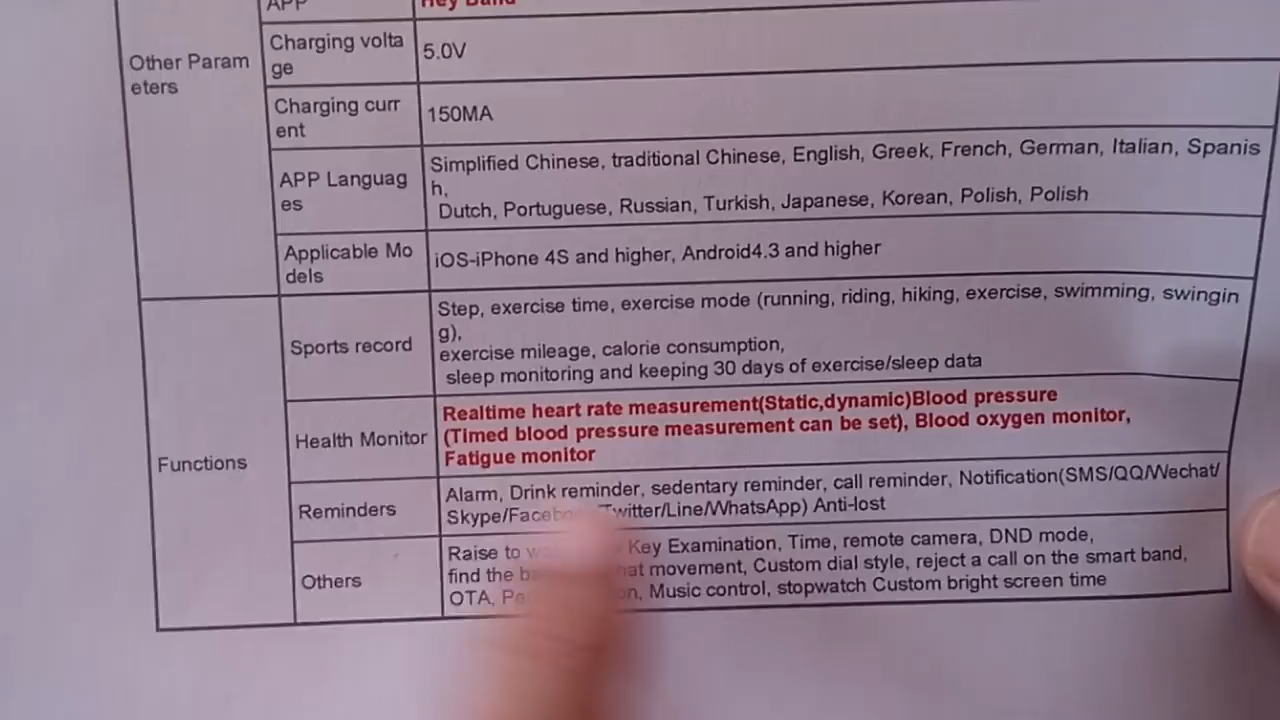 APP
Hey Band
Other Param
eters
Charging volta
ge
5.0V
Charging curr
ent
150MA
APP Languag
es
Simplified Chinese, traditional Chinese, English, Greek, French, German, Italian, Spanis
h,
Dutch, Portuguese, Russian, Turkish, Japanese, Korean, Polish, Polish
Applicable Mo
dels
iOS-iPhone 4S and higher, Android4.3 and higher
Functions
Sports record
Step, exercise time, exercise mode (running, riding, hiking, exercise, swimming, swingin
g),
exercise mileage, calorie consumption,
sleep monitoring and keeping 30 days of exercise/sleep data
Health Monitor
Realtime heart rate measurement(Static,dynamic)Blood pressure
(Timed blood pressure measurement can be set), Blood oxygen monitor,
Fatigue monitor
Reminders
Alarm, Drink reminder, sedentary reminder, call reminder, Notification(SMS/QQ/Wechat/
Skype/Facebo Twitter/Line/WhatsApp) Anti-lost
Others
Raise to Key Examination, Time, remote camera, DND mode,
find the movement, Custom dial style, reject a call on the smart band,
OTA, Music control, stopwatch Custom bright screen time